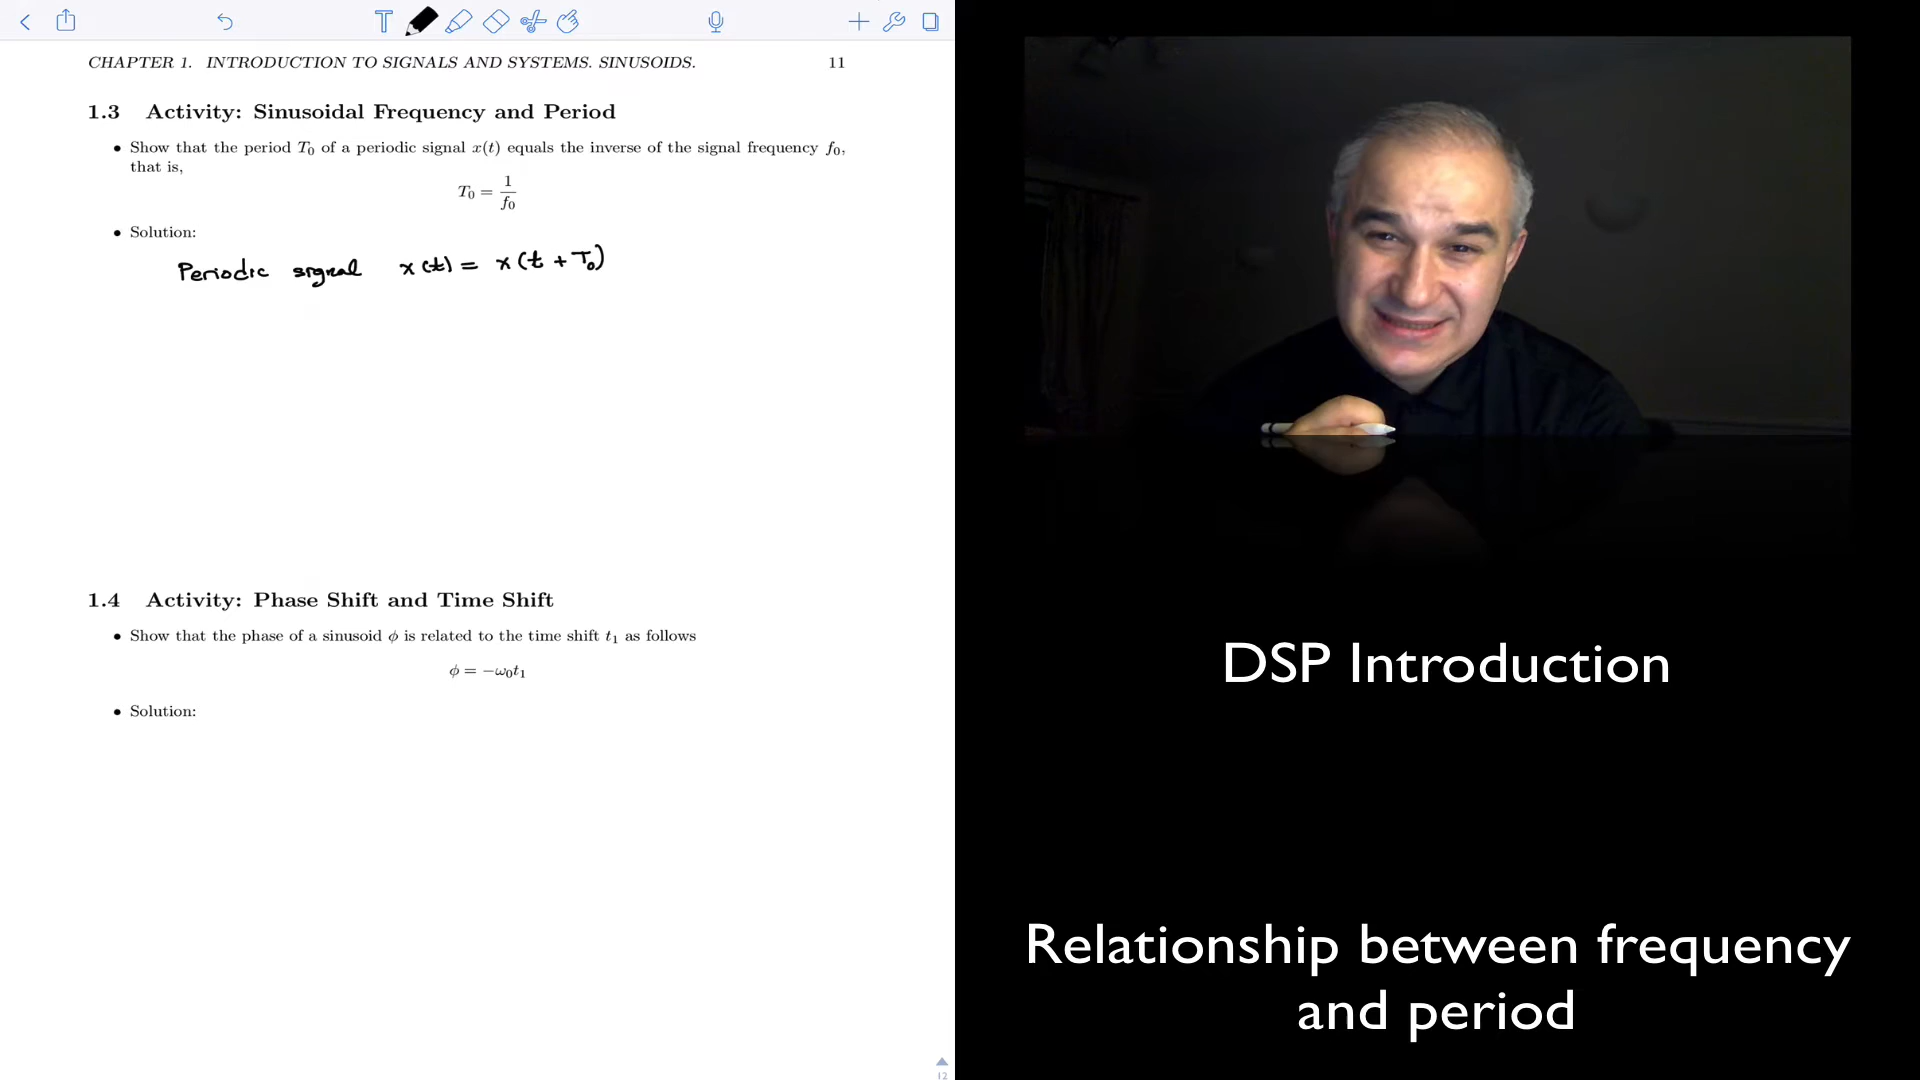 CHAPTER 1. INTRODUCTION TO SIGNALS AND SYSTEMS. SINUSOIDS. 11
1.3 Activity: Sinusoidal Frequency and Period
• Show that the period T₀ of a periodic signal x(t) equals the inverse of the signal frequency f₀,
that is,
T₀ = 1/f₀
• Solution:
Periodic signal x(t) = x(t + T₀)
1.4 Activity: Phase Shift and Time Shift
• Show that the phase of a sinusoid ϕ is related to the time shift t₁ as follows
ϕ = −ω₀t₁
• Solution:
12
DSP Introduction
Relationship between frequency
and period